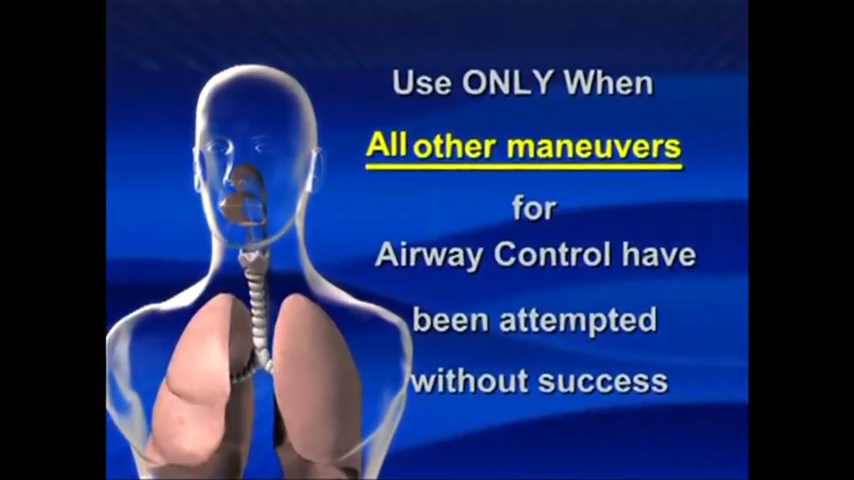 Use ONLY When
All other maneuvers
for
Airway Control have
been attempted
without success